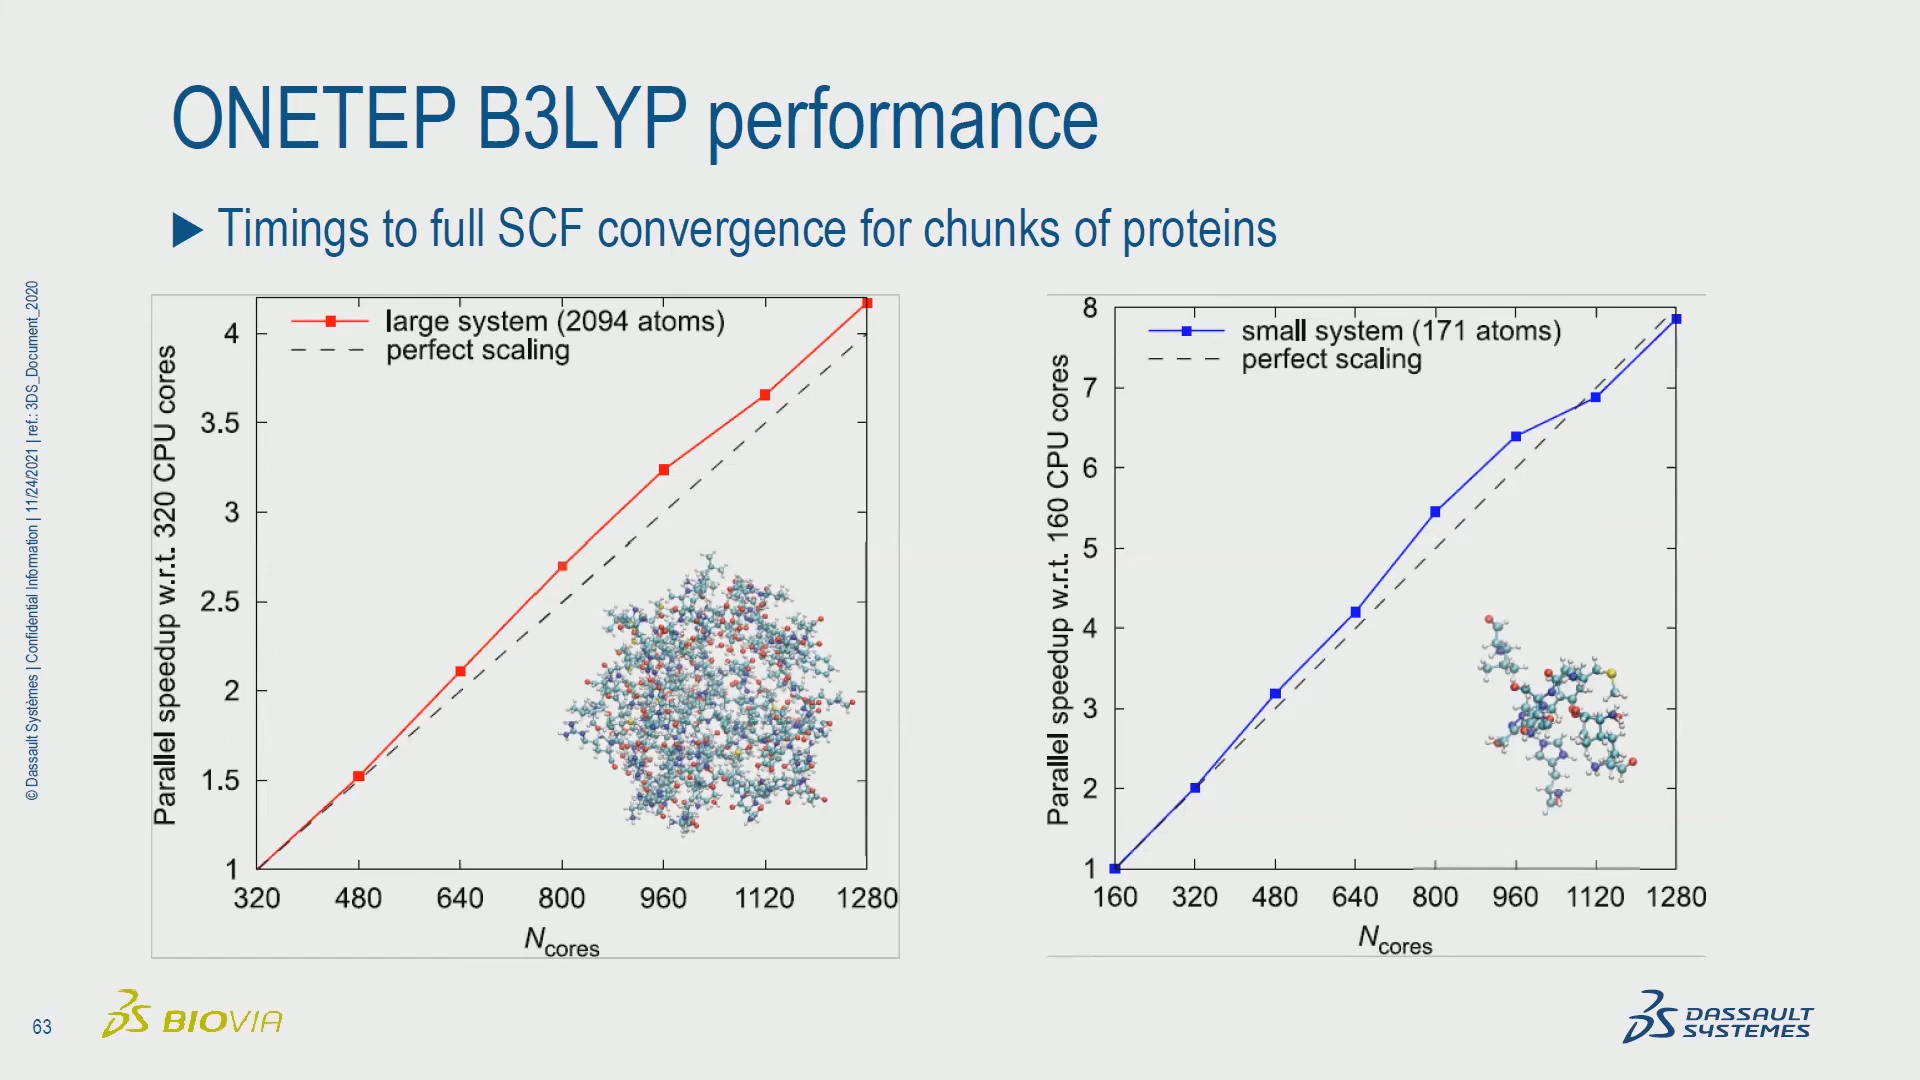 ONETEP B3LYP performance
▶ Timings to full SCF convergence for chunks of proteins
© Dassault Systèmes | Confidential Information | 11/24/2021 | ref.: 3DS_Document_2020
Parallel speedup w.r.t. 320 CPU cores
large system (2094 atoms)
perfect scaling
4
3.5
3
2.5
2
1.5
1
320 480 640 800 960 1120 1280
Ncores
Parallel speedup w.r.t. 160 CPU cores
small system (171 atoms)
perfect scaling
8
7
6
5
4
3
2
1
160 320 480 640 800 960 1120 1280
Ncores
63
3DS BIOVIA
3DS DASSAULT
SYSTEMES